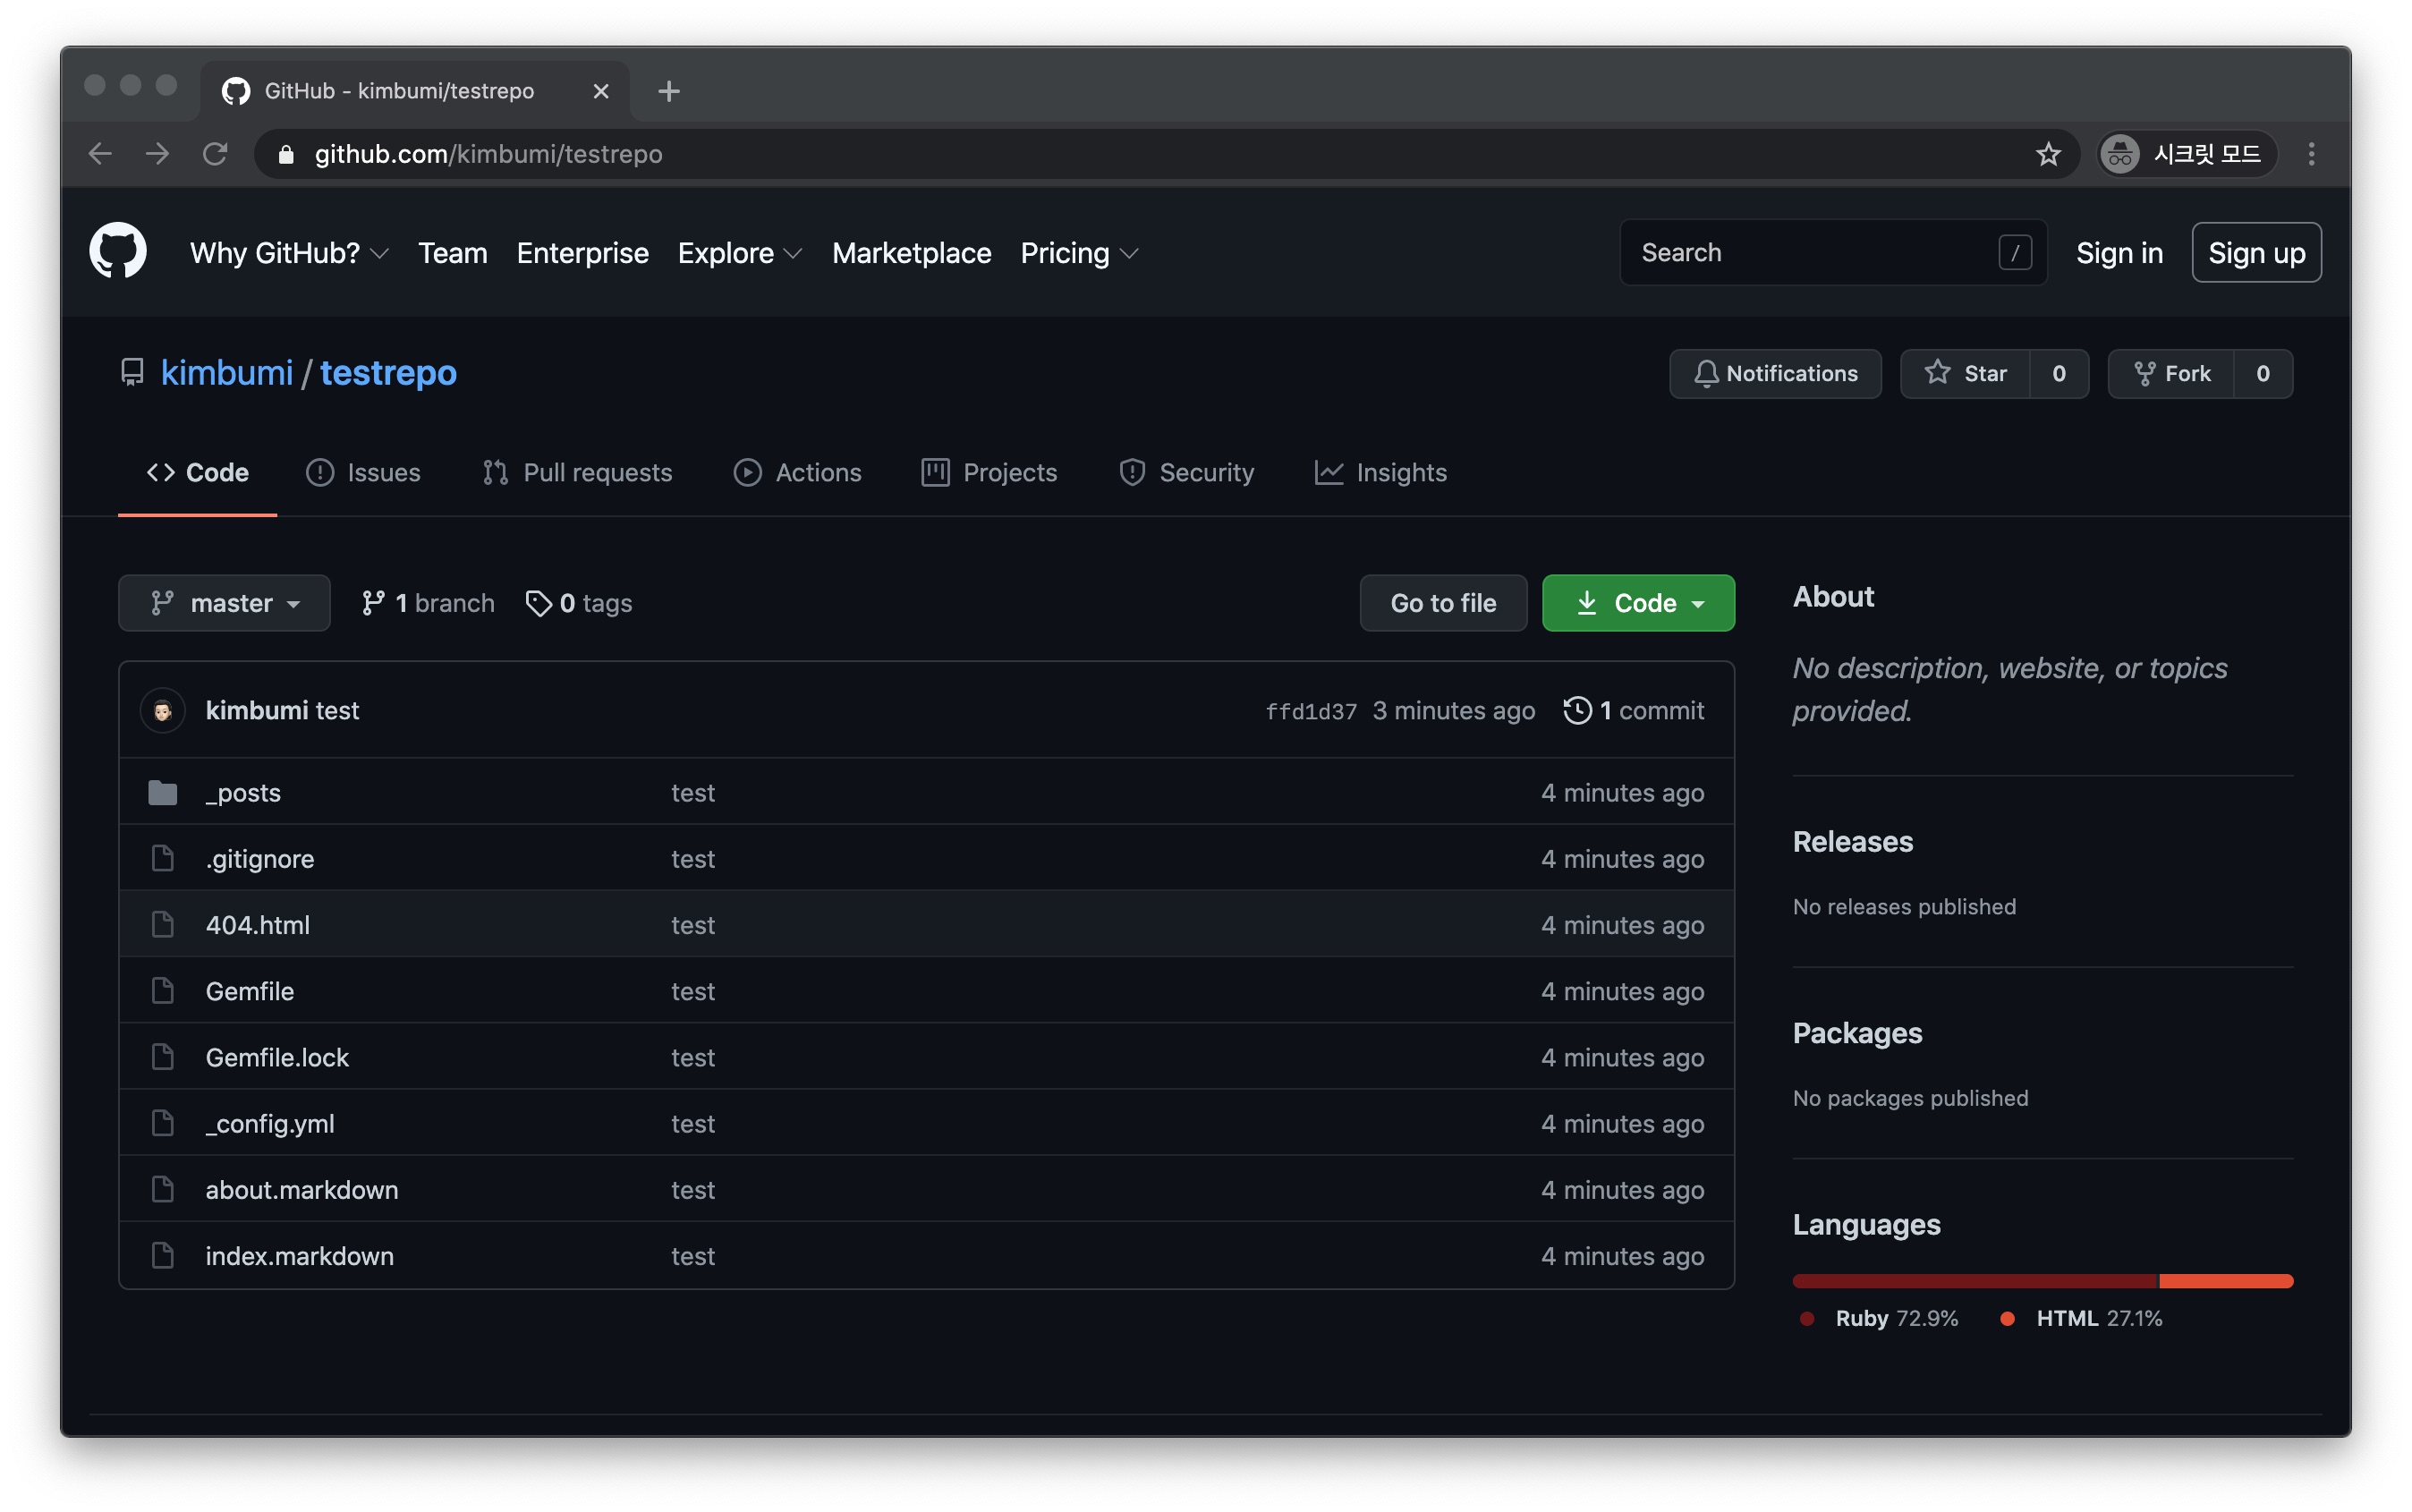 GitHub - kimbumi/testrepo
github.com/kimbumi/testrepo
시크릿 모드
Why GitHub? Team Enterprise Explore Marketplace Pricing
Search /
Sign in
Sign up
kimbumi / testrepo
Notifications
Star 0
Fork 0
Code Issues Pull requests Actions Projects Security Insights
master 1 branch 0 tags
Go to file
Code
kimbumi test ffd1d37 3 minutes ago 1 commit
_posts test 4 minutes ago
.gitignore test 4 minutes ago
404.html test 4 minutes ago
Gemfile test 4 minutes ago
Gemfile.lock test 4 minutes ago
_config.yml test 4 minutes ago
about.markdown test 4 minutes ago
index.markdown test 4 minutes ago
About
No description, website, or topics
provided.
Releases
No releases published
Packages
No packages published
Languages
Ruby 72.9% HTML 27.1%